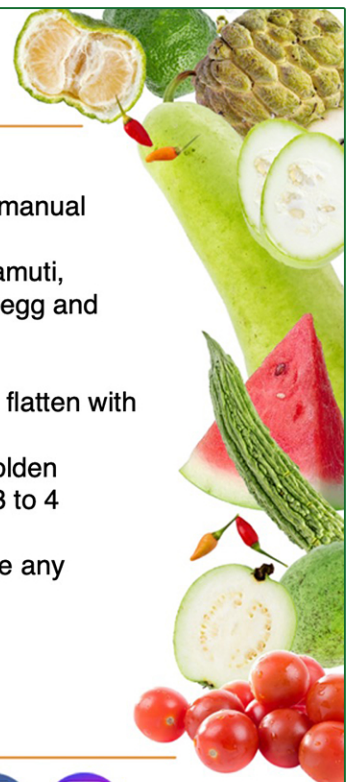 manual
amuti,
egg and
flatten with
olden
3 to 4
e any